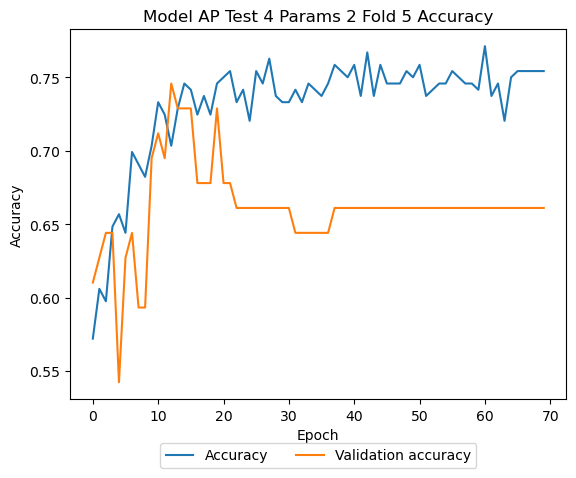 Model AP Test 4 Params 2 Fold 5 Accuracy
Accuracy
0.75
0.70
0.65
0.60
0.55
0 10 20 30 40 50 60 70
Epoch
Accuracy Validation accuracy